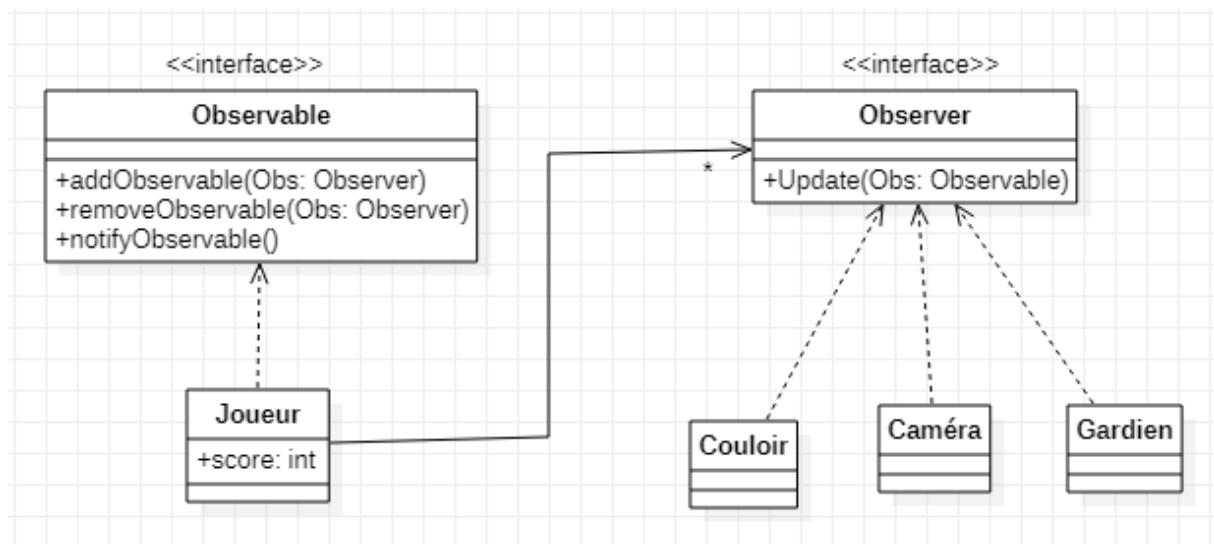 <<interface>>
Observable
+addObservable(Obs: Observer)
+removeObservable(Obs: Observer)
+notifyObservable()
<<interface>>
Observer
+Update(Obs: Observable)
*
Joueur
+score: int
Couloir
Caméra
Gardien